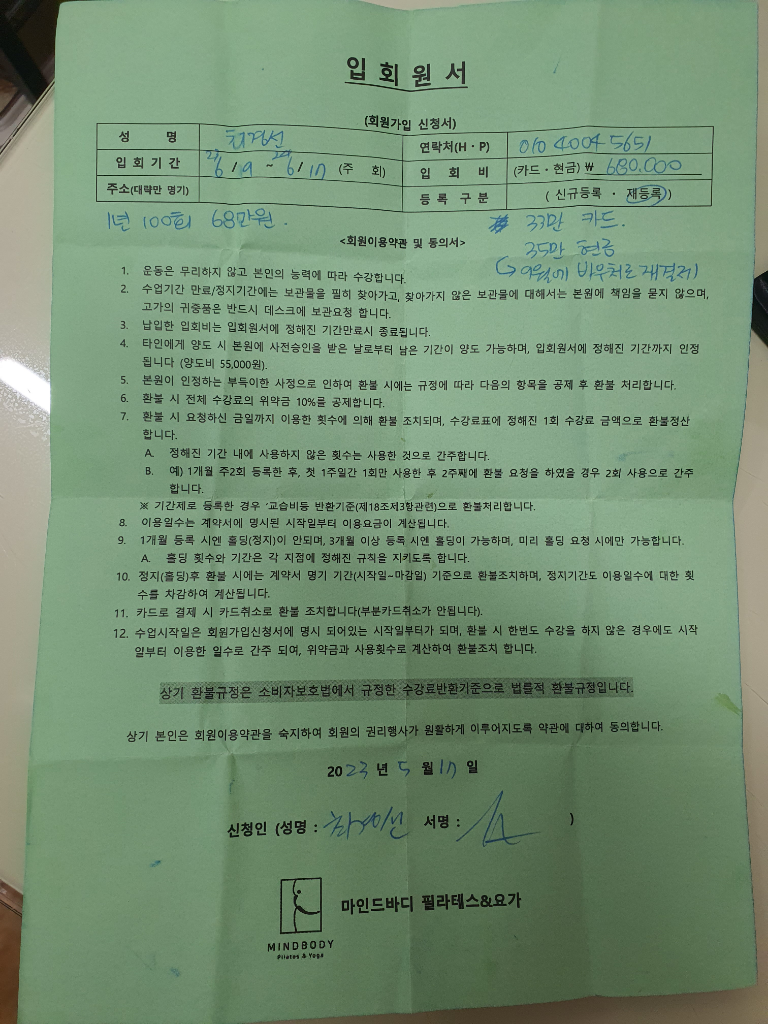 입 회 원 서
(회원가입 신청서)
성 명 최경선 연락처(H·P) 010 4004 5651
입 회 기 간 23 6/19 ~ 24 6/17 (주 회) 입 회 비 (카드·현금) ₩ 680,000
주소(대략만 명기) 등 록 구 분 ( 신규등록 · 재등록 )
1년 100회 68만원. 33만 카드.
35만 현금
↳ 9월에 바우처로 재결제
<회원이용약관 및 동의서>
1. 운동은 무리하지 않고 본인의 능력에 따라 수강합니다.
2. 수업기간 만료/정지기간에는 보관물을 필히 찾아가고, 찾아가지 않은 보관물에 대해서는 본원에 책임을 묻지 않으며,
고가의 귀중품은 반드시 데스크에 보관요청 합니다.
3. 납입한 입회비는 입회원서에 정해진 기간만료시 종료됩니다.
4. 타인에게 양도 시 본원에 사전승인을 받은 날로부터 남은 기간이 양도 가능하며, 입회원서에 정해진 기간까지 인정
됩니다 (양도비 55,000원).
5. 본원이 인정하는 부득이한 사정으로 인하여 환불 시에는 규정에 따라 다음의 항목을 공제 후 환불 처리합니다.
6. 환불 시 전체 수강료의 위약금 10%를 공제합니다.
7. 환불 시 요청하신 금일까지 이용한 횟수에 의해 환불 조치되며, 수강료표에 정해진 1회 수강료 금액으로 환불정산
합니다.
A. 정해진 기간 내에 사용하지 않은 횟수는 사용한 것으로 간주합니다.
B. 예) 1개월 주2회 등록한 후, 첫 1주일간 1회만 사용한 후 2주째에 환불 요청을 하였을 경우 2회 사용으로 간주
합니다.
※ 기간제로 등록한 경우 '교습비등 반환기준(제18조제3항관련)으로 환불처리합니다.
8. 이용일수는 계약서에 명시된 시작일부터 이용요금이 계산됩니다.
9. 1개월 등록 시엔 홀딩(정지)이 안되며, 3개월 이상 등록 시엔 홀딩이 가능하며, 미리 홀딩 요청 시에만 가능합니다.
A. 홀딩 횟수와 기간은 각 지점에 정해진 규칙을 지키도록 합니다.
10. 정지(홀딩)후 환불 시에는 계약서 명기 기간(시작일~마감일) 기준으로 환불조치하며, 정지기간도 이용일수에 대한 횟
수를 차감하여 계산됩니다.
11. 카드로 결제 시 카드취소로 환불 조치합니다(부분카드취소가 안됩니다).
12. 수업시작일은 회원가입신청서에 명시 되어있는 시작일부터가 되며, 환불 시 한번도 수강을 하지 않은 경우에도 시작
일부터 이용한 일수로 간주 되여, 위약금과 사용횟수로 계산하여 환불조치 합니다.
상기 환불규정은 소비자보호법에서 규정한 수강료반환기준으로 법률적 환불규정입니다.
상기 본인은 회원이용약관을 숙지하여 회원의 권리행사가 원활하게 이루어지도록 약관에 대하여 동의합니다.
2023 년 5 월 17 일
신청인 (성명 : 최경선 서명 : )
마인드바디 필라테스&요가
MINDBODY
Pilates & Yoga